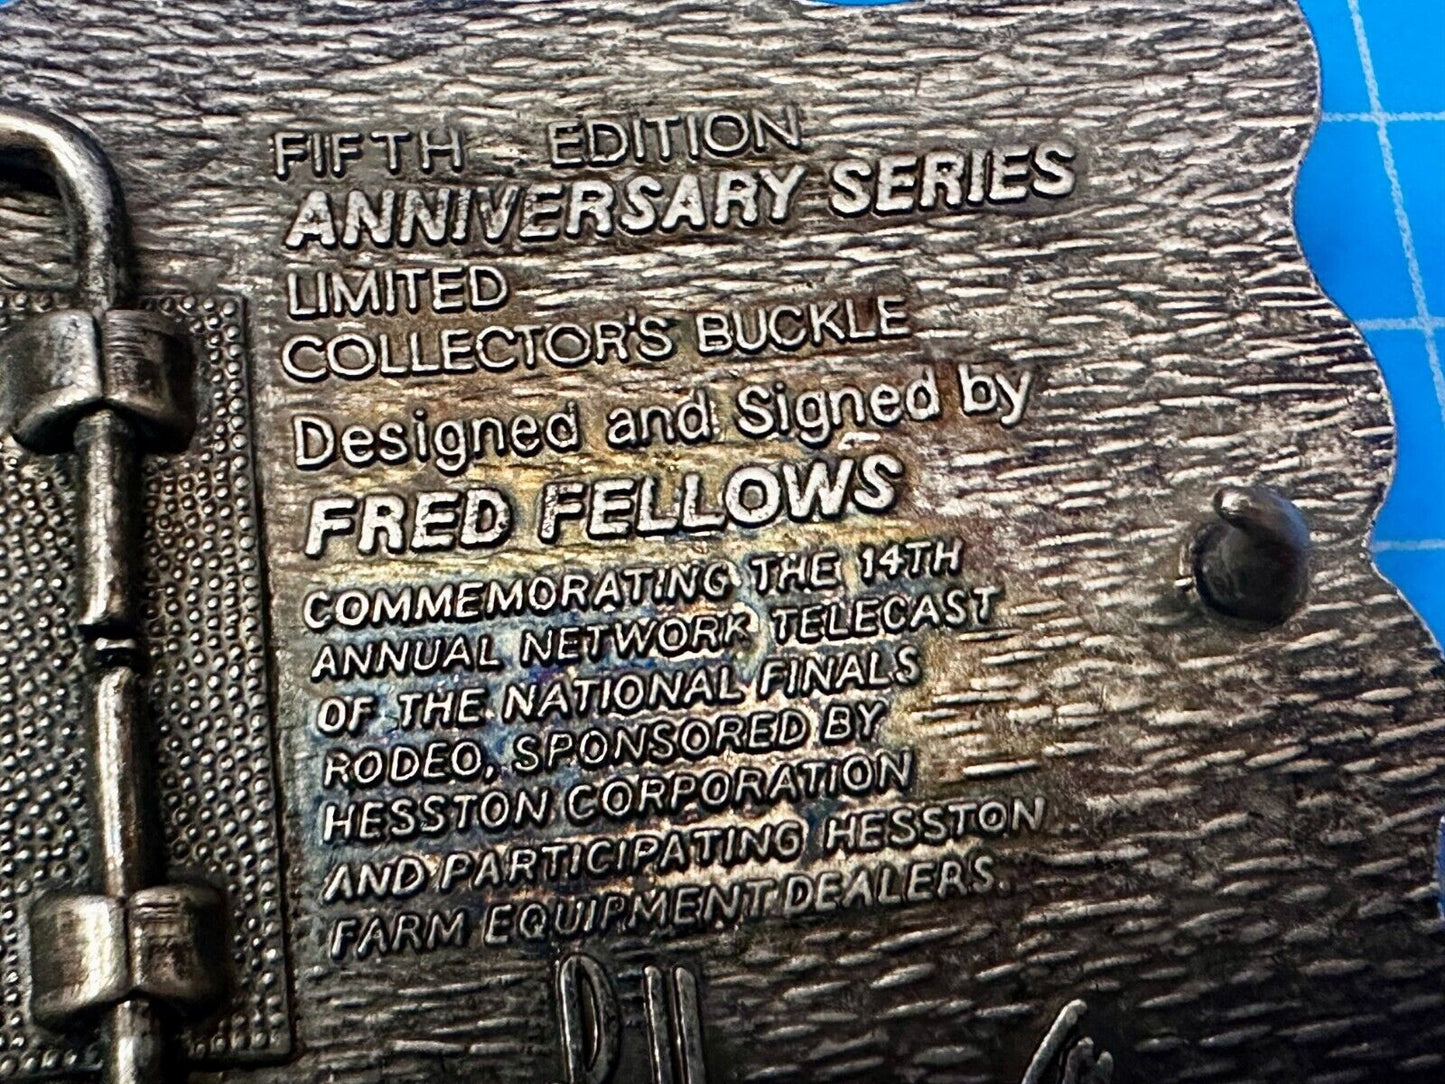 FIFTH EDITION
ANNIVERSARY SERIES
LIMITED
COLLECTOR'S BUCKLE
Designed and Signed by
FRED FELLOWS
COMMEMORATING THE 14TH
ANNUAL NETWORK TELECAST
OF THE NATIONAL FINALS
RODEO, SPONSORED BY
HESSTON CORPORATION
AND PARTICIPATING HESSTON
FARM EQUIPMENT DEALERS.